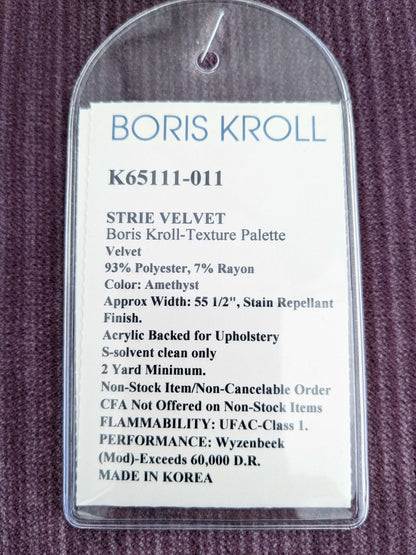 BORIS KROLL
K65111-011
STRIE VELVET
Boris Kroll-Texture Palette
Velvet
93% Polyester, 7% Rayon
Color: Amethyst
Approx Width: 55 1/2", Stain Repellant
Finish.
Acrylic Backed for Upholstery
S-solvent clean only
2 Yard Minimum.
Non-Stock Item/Non-Cancelable Order
CFA Not Offered on Non-Stock Items
FLAMMABILITY: UFAC-Class 1.
PERFORMANCE: Wyzenbeek
(Mod)-Exceeds 60,000 D.R.
MADE IN KOREA